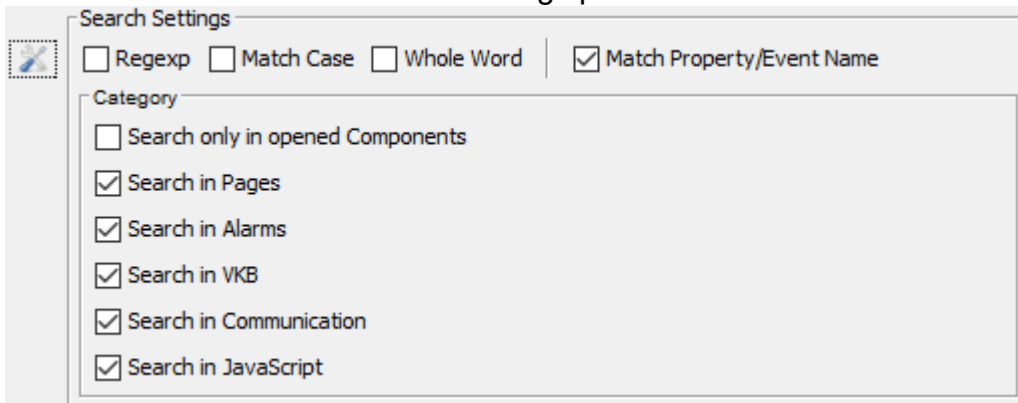 Search Settings
Regexp Match Case Whole Word Match Property/Event Name
Category
Search only in opened Components
Search in Pages
Search in Alarms
Search in VKB
Search in Communication
Search in JavaScript